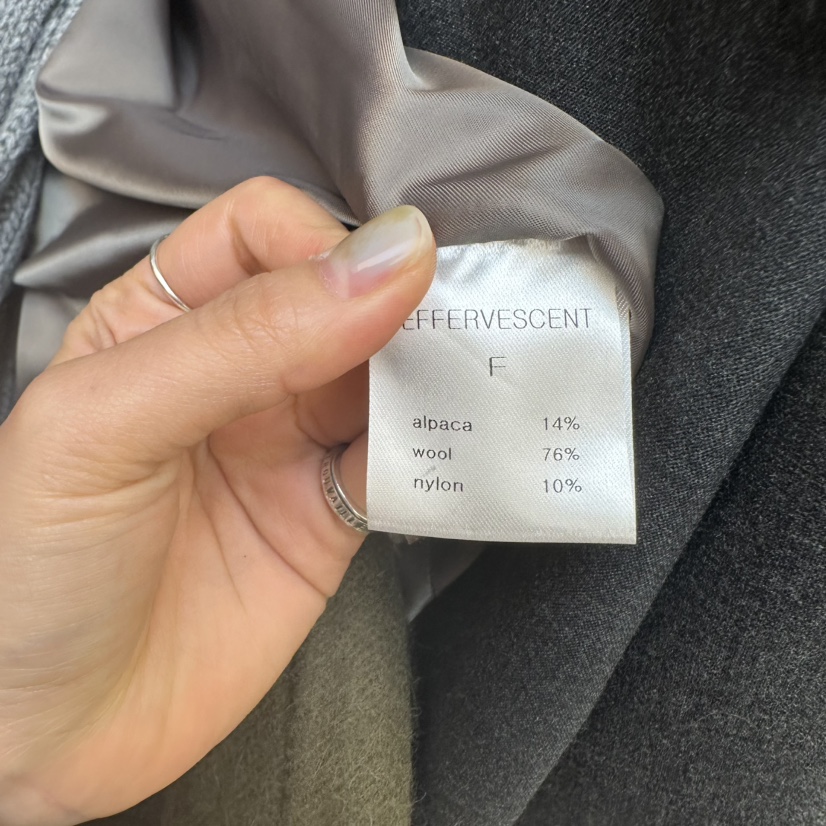 EFFERVESCENT
F
alpaca 14%
wool 76%
nylon 10%